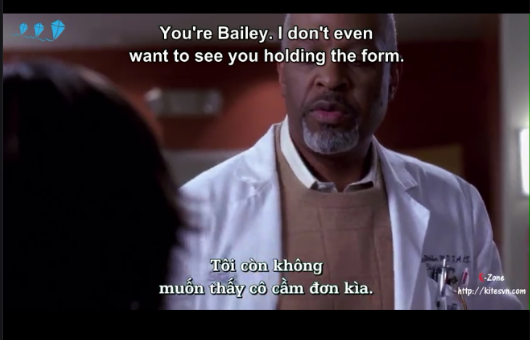 You're Bailey. I don't even
want to see you holding the form.
Tôi còn không
muốn thấy cô cầm đơn kìa.
-Zone
http://kitesvn.com